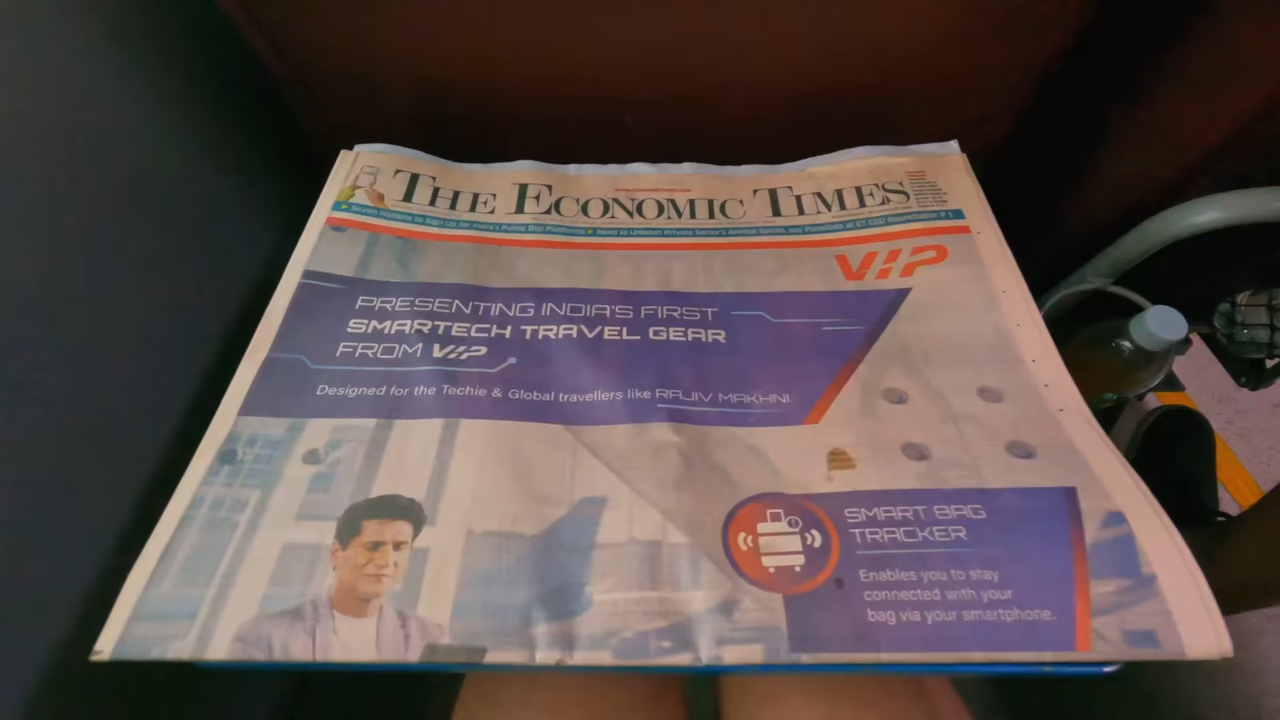 THE ECONOMIC TIMES
▶ Seven Nations to Sign Up for India's Public Digi Platforms ▶ Need to Unleash Private Sector's Animal Spirits, say Panelists at ET CEO Roundtable P 1
VIP
PRESENTING INDIA'S FIRST
SMARTECH TRAVEL GEAR
FROM VIP
Designed for the Techie & Global travellers like RAJIV MAKHNI.
SMART BAG
TRACKER
Enables you to stay
connected with your
bag via your smartphone.